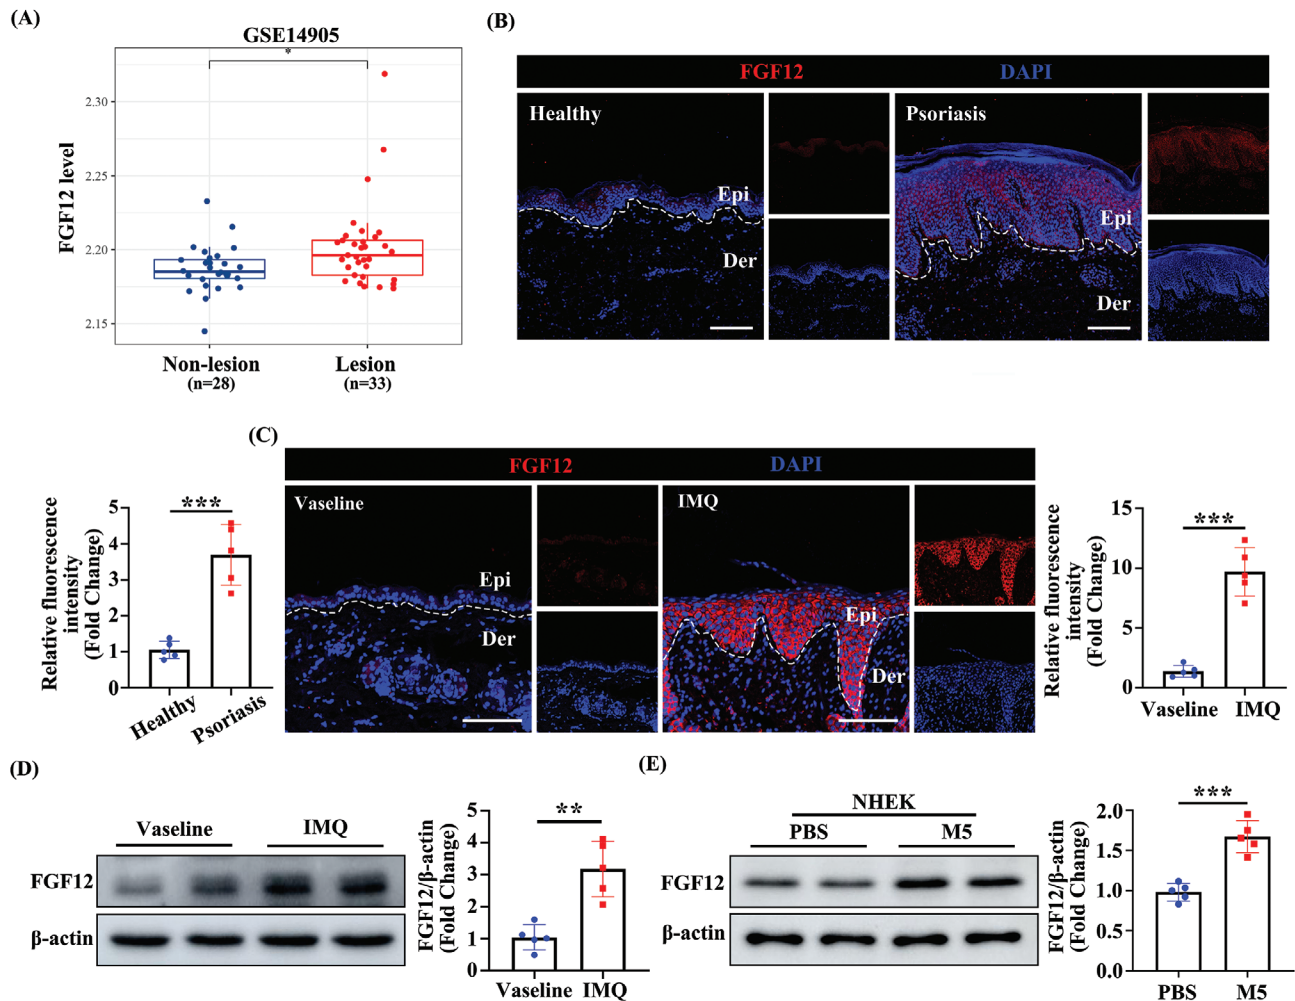 (A)
GSE14905
*
FGF12 level
2.30
2.25
2.20
2.15
Non-lesion
(n=28)
Lesion
(n=33)
(B)
FGF12
DAPI
Healthy
Epi
Der
Psoriasis
Epi
Der
Relative fluorescence
intensity
(Fold Change)
5
4
3
2
1
0
***
Healthy
Psoriasis
(C)
FGF12
DAPI
Vaseline
Epi
Der
IMQ
Epi
Der
Relative fluorescence
intensity
(Fold Change)
15
10
5
0
***
Vaseline
IMQ
(D)
Vaseline
IMQ
FGF12
β-actin
FGF12/β-actin
(Fold Change)
5
4
3
2
1
0
**
Vaseline
IMQ
(E)
NHEK
PBS
M5
FGF12
β-actin
FGF12/β-actin
(Fold Change)
2.0
1.5
1.0
0.5
0.0
***
PBS
M5